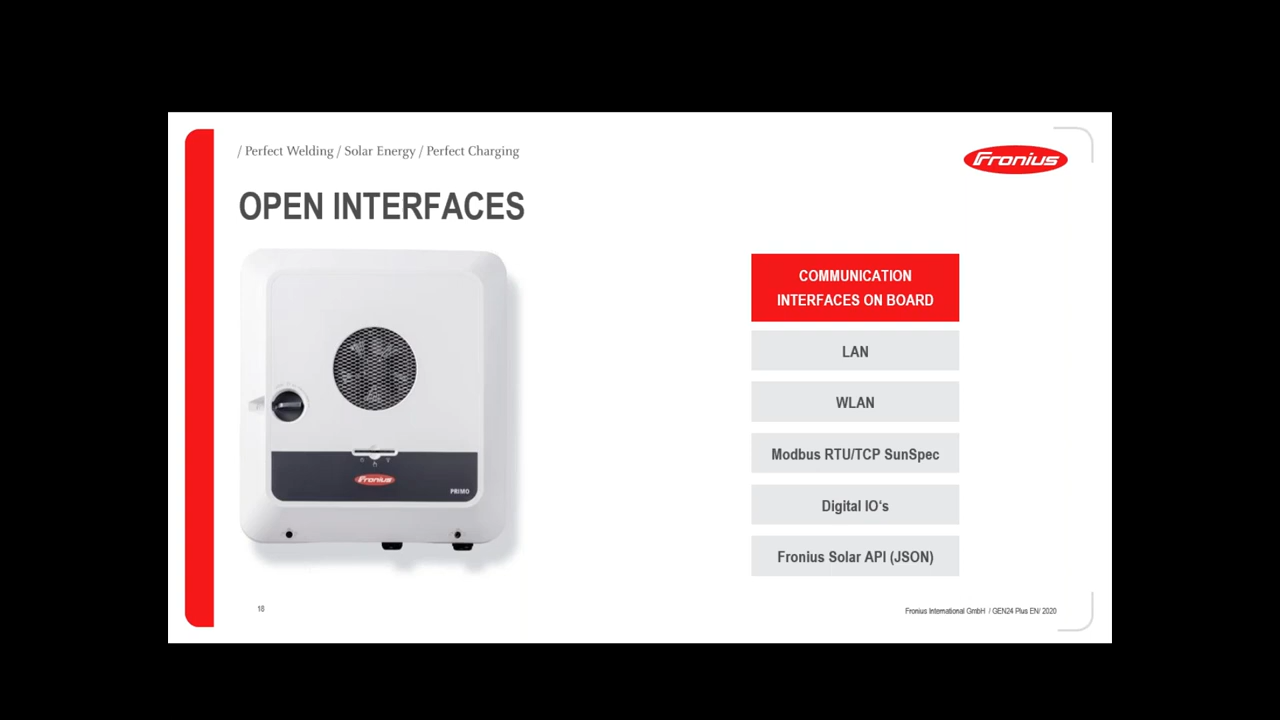 / Perfect Welding / Solar Energy / Perfect Charging
Fronius
OPEN INTERFACES
COMMUNICATION
INTERFACES ON BOARD
LAN
WLAN
Modbus RTU/TCP SunSpec
Digital IO‘s
Fronius Solar API (JSON)
Fronius
PRIMO
18
Fronius International GmbH / GEN24 Plus EN/ 2020